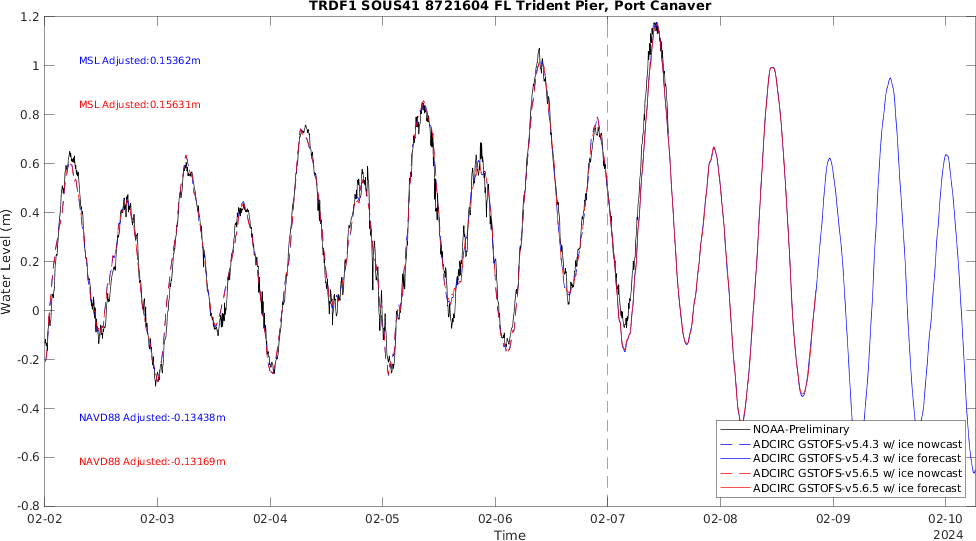 TRDF1 SOUS41 8721604 FL Trident Pier, Port Canaver
1.2
1
0.8
0.6
0.4
0.2
0
-0.2
-0.4
-0.6
-0.8
Water Level (m)
MSL Adjusted:0.15362m
MSL Adjusted:0.15631m
NAVD88 Adjusted:-0.13438m
NAVD88 Adjusted:-0.13169m
NOAA-Preliminary
ADCIRC GSTOFS-v5.4.3 w/ ice nowcast
ADCIRC GSTOFS-v5.4.3 w/ ice forecast
ADCIRC GSTOFS-v5.6.5 w/ ice nowcast
ADCIRC GSTOFS-v5.6.5 w/ ice forecast
02-02 02-03 02-04 02-05 02-06 02-07 02-08 02-09 02-10
Time
2024